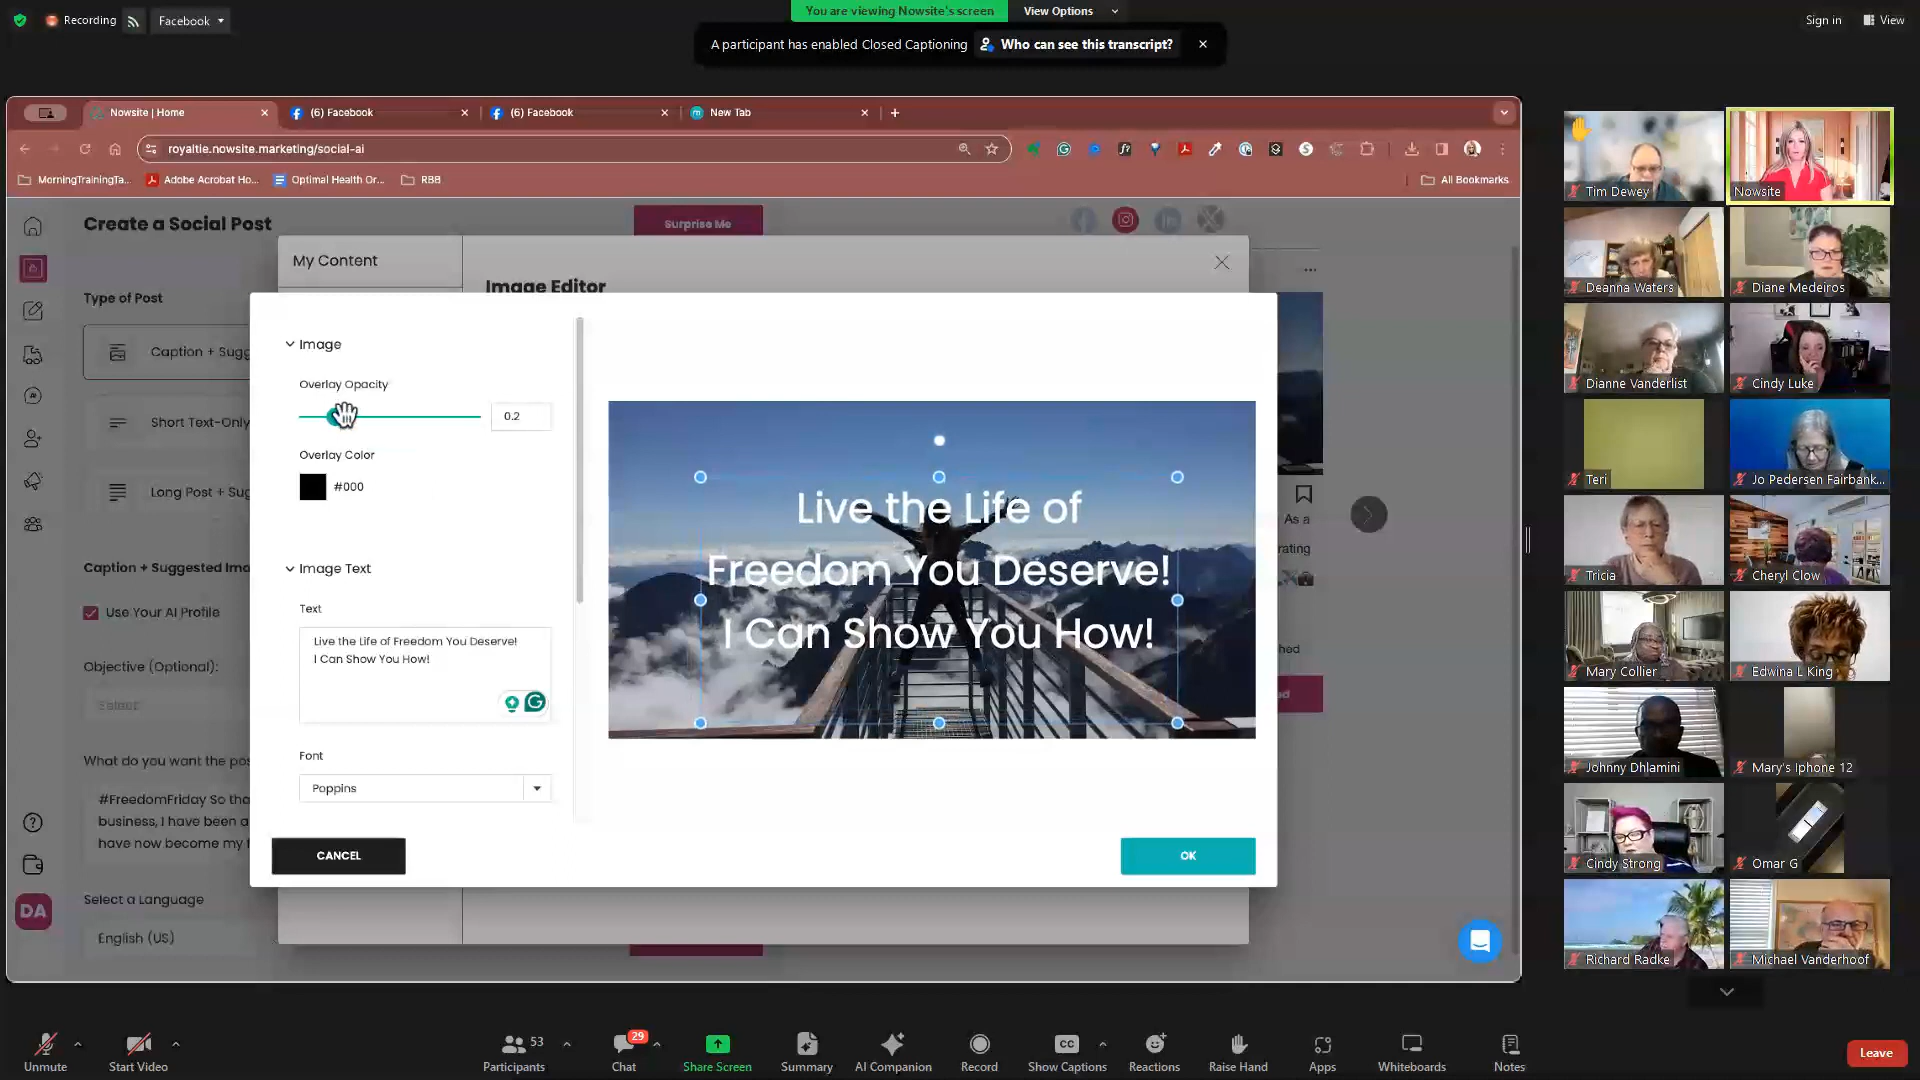 Recording
Facebook
You are viewing Nowsite's screen
View Options
Sign in
View
A participant has enabled Closed Captioning
Who can see this transcript?
Nowsite | Home
(6) Facebook
(6) Facebook
New Tab
royaltie.nowsite.marketing/social-ai
MorningTrainingTa...
Adobe Acrobat Ho...
Optimal Health Or...
RBB
All Bookmarks
Create a Social Post
Surprise Me
My Content
Image Editor
Type of Post
Caption + Sugg
Short Text-Only
Long Post + Sug
Caption + Suggested Ima
Use Your AI Profile
Objective (Optional):
Select
What do you want the pos
#FreedomFriday So tha
business, I have been a
have now become my
Select a Language
DA
English (US)
Image
Overlay Opacity
0.2
Overlay Color
#000
Image Text
Text
Live the Life of Freedom You Deserve!
I Can Show You How!
Font
Poppins
CANCEL
OK
Live the Life of
Freedom You Deserve!
I Can Show You How!
As a
rating
hed
ed
Tim Dewey
Nowsite
Deanna Waters
Diane Medeiros
Dianne Vanderlist
Cindy Luke
Teri
Jo Pedersen Fairbank...
Tricia
Cheryl Clow
Mary Collier
Edwina L King
Johnny Dhlamini
Mary's Iphone 12
Cindy Strong
Omar G
Richard Radke
Michael Vanderhoof
Unmute
Start Video
Participants
53
Chat
29
Share Screen
Summary
AI Companion
Record
CC
Show Captions
Reactions
Raise Hand
Apps
Whiteboards
Notes
Leave